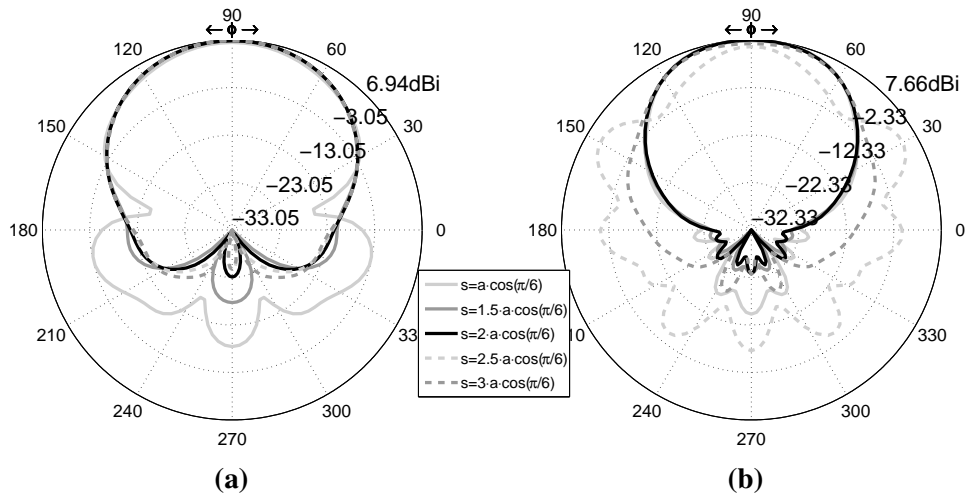 90
← ϕ →
120
60
6.94dBi
150
30
−3.05
−13.05
−23.05
−33.05
180
0
210
33
240
300
270
(a)
90
← ϕ →
120
60
7.66dBi
150
30
−2.33
−12.33
−22.33
−32.33
180
0
10
330
240
300
270
(b)
s=a·cos(π/6)
s=1.5·a·cos(π/6)
s=2·a·cos(π/6)
s=2.5·a·cos(π/6)
s=3·a·cos(π/6)